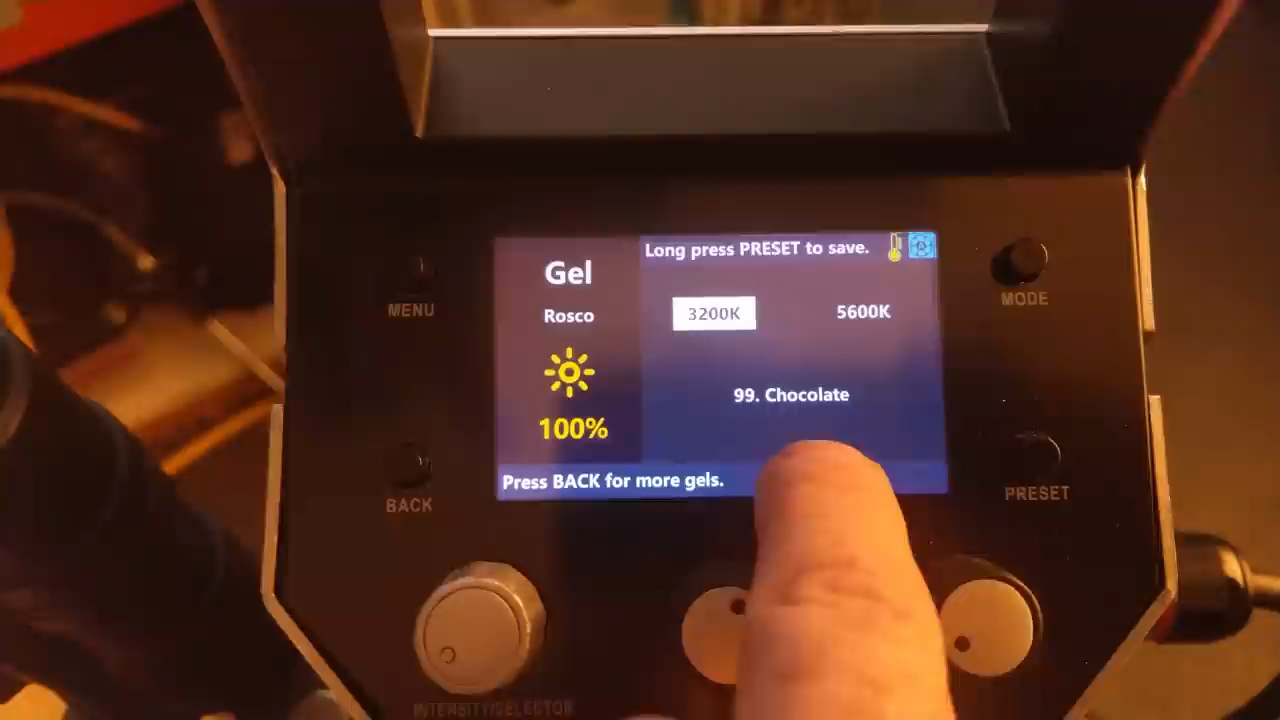 Long press PRESET to save.
Gel
Rosco
3200K
5600K
99. Chocolate
100%
Press BACK for more gels.
MENU
BACK
MODE
PRESET
INTENSITY/SELECTOR